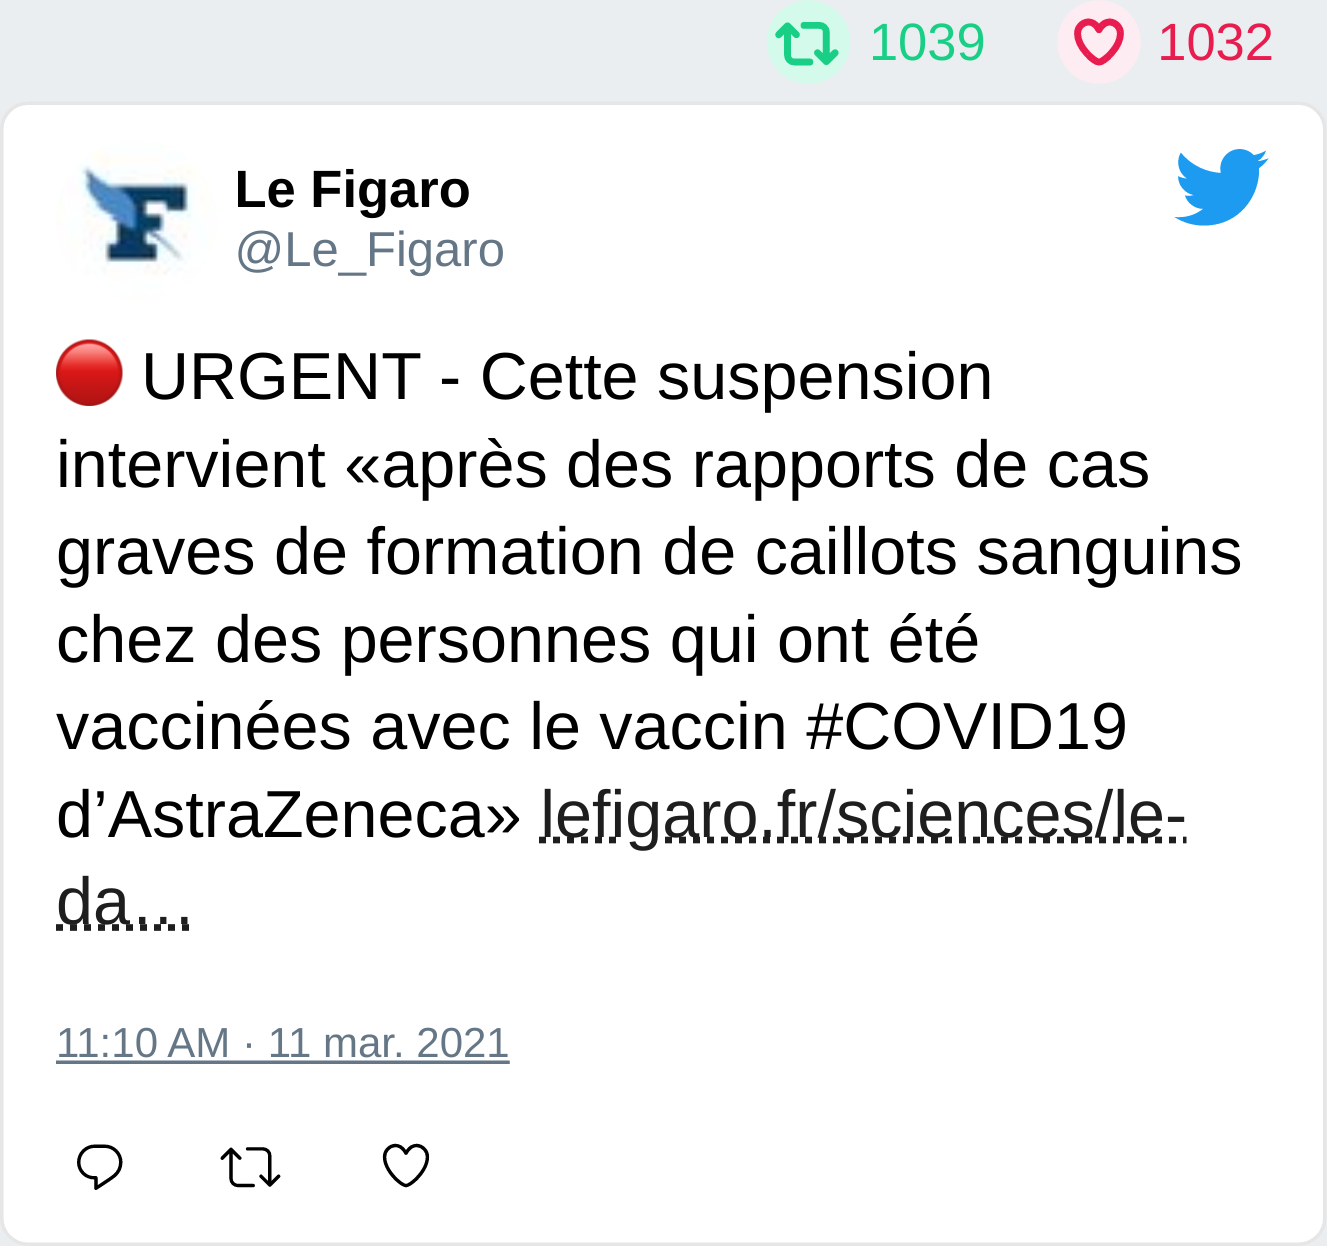 1039 1032
Le Figaro
@Le_Figaro
🔴 URGENT - Cette suspension
intervient «après des rapports de cas
graves de formation de caillots sanguins
chez des personnes qui ont été
vaccinées avec le vaccin #COVID19
d’AstraZeneca» lefigaro.fr/sciences/le-
da…
11:10 AM · 11 mar. 2021